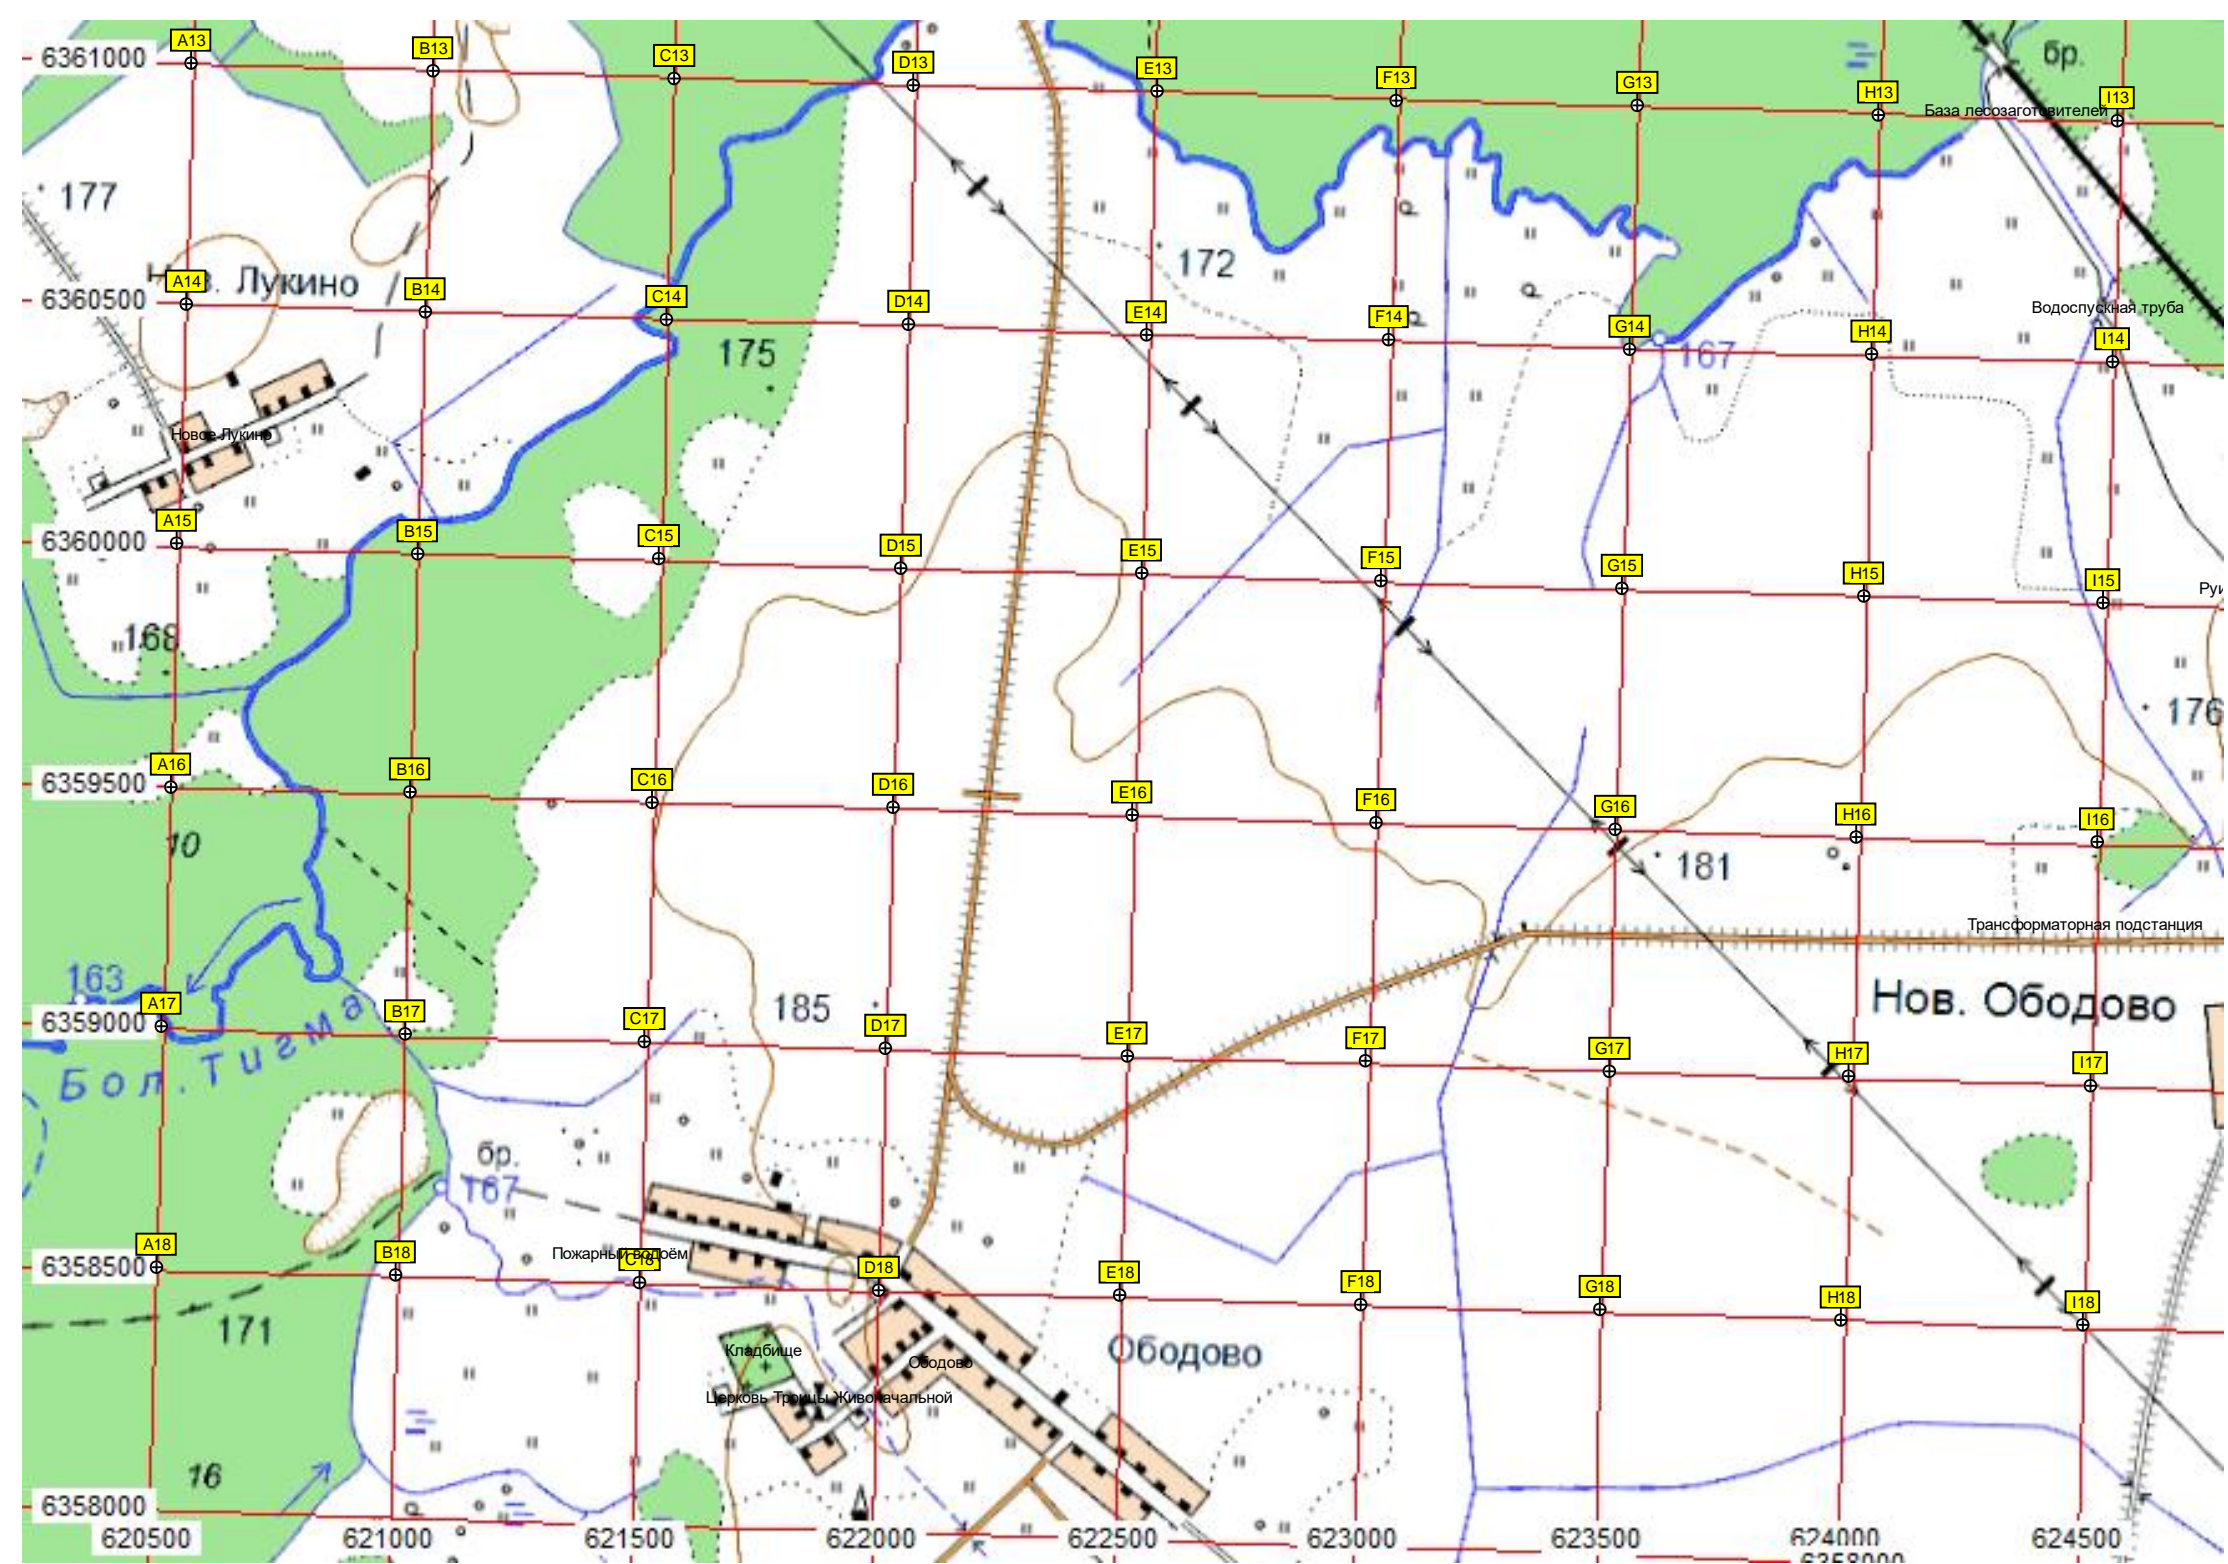 6361000
A13
B13
C13
D13
E13
F13
G13
H13
I13
бр.
База лесозаготовителей
177
172
Нов. Лукино
6360500
A14
B14
C14
D14
E14
F14
G14
H14
I14
Водоспускная труба
175
167
р
р
р
Новое Лукино
6360000
A15
B15
C15
D15
E15
F15
G15
H15
I15
168
176
6359500
A16
B16
C16
D16
E16
F16
G16
H16
I16
10
181
Трансформаторная подстанция
163
185
Нов. Ободово
6359000
A17
B17
C17
D17
E17
F17
G17
H17
I17
Бол. Тигма
бр.
167
Пожарный водоём
6358500
A18
B18
C18
D18
E18
F18
G18
H18
I18
171
Ободово
Кладбище
Ободово
Церковь Троицы Живоначальной
16
6358000
620500
621000
621500
622000
622500
623000
623500
624000
624500
6358000